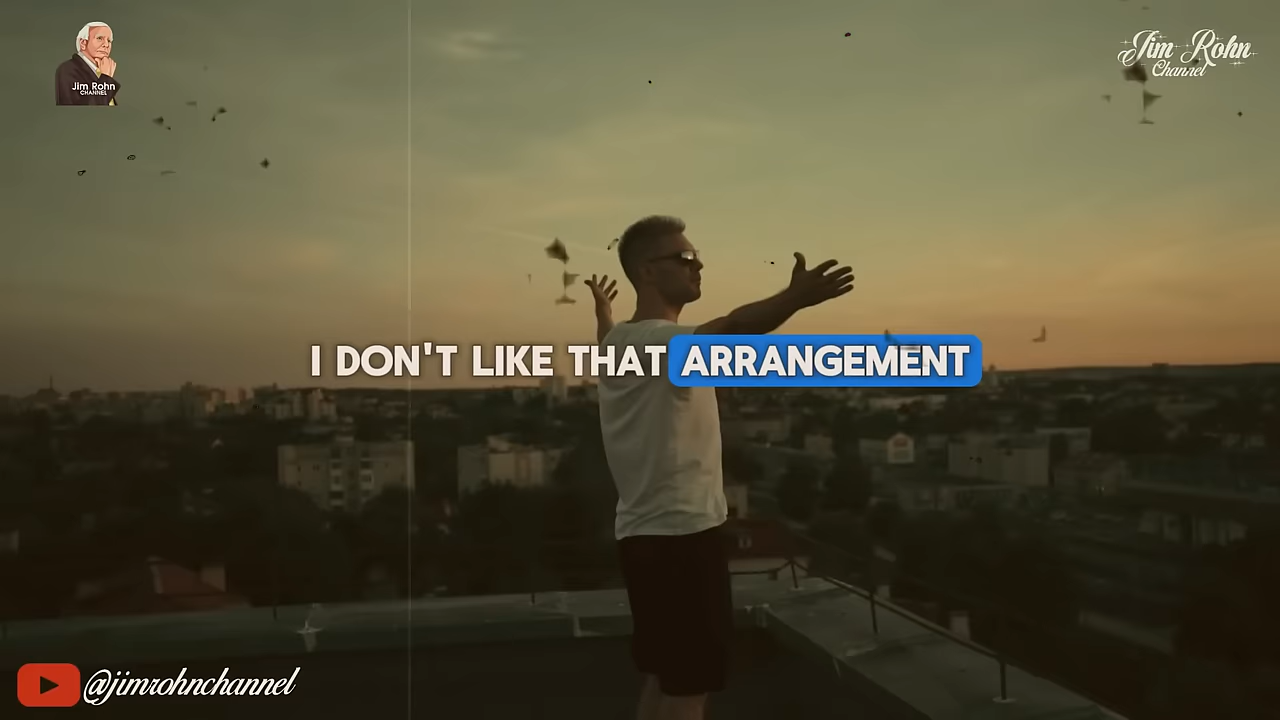 Jim Rohn
CHANNEL
Jim Rohn
Channel
I DON'T LIKE THAT ARRANGEMENT
@jimrohnchannel